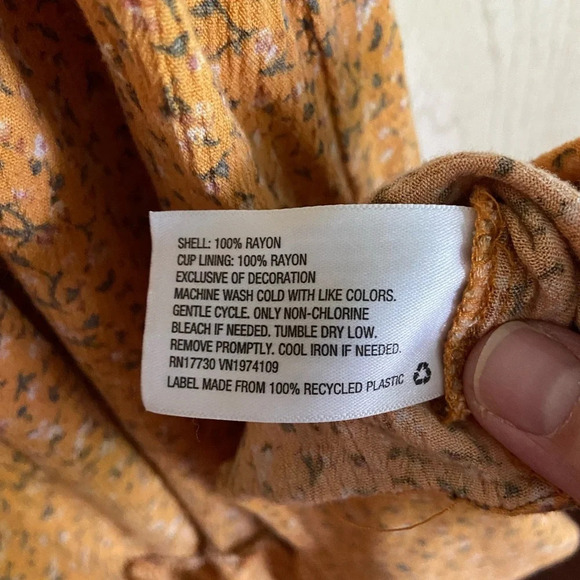 SHELL: 100% RAYON
CUP LINING: 100% RAYON
EXCLUSIVE OF DECORATION
MACHINE WASH COLD WITH LIKE COLORS.
GENTLE CYCLE. ONLY NON-CHLORINE
BLEACH IF NEEDED. TUMBLE DRY LOW.
REMOVE PROMPTLY. COOL IRON IF NEEDED.
RN17730 VN1974109
LABEL MADE FROM 100% RECYCLED PLASTIC